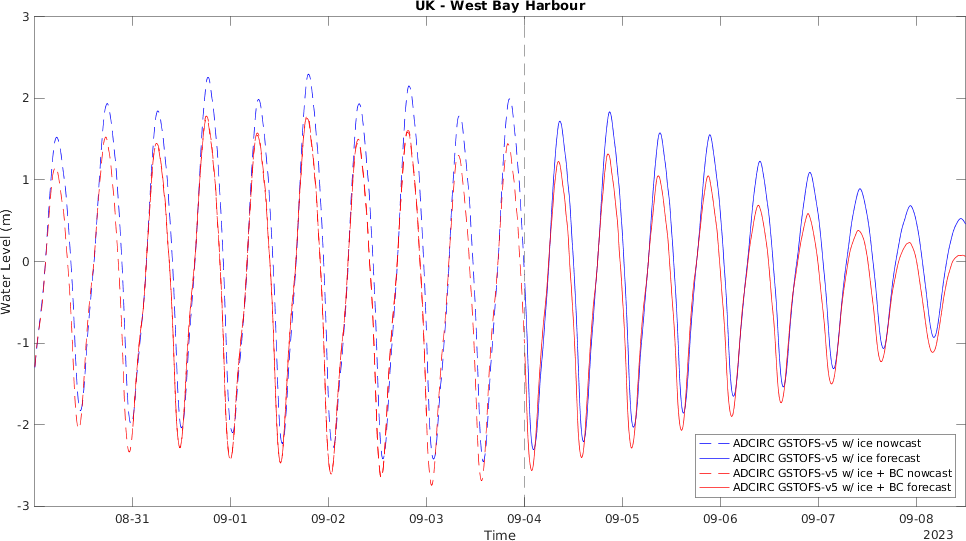 UK - West Bay Harbour
3
2
1
0
-1
-2
-3
Water Level (m)
08-31
09-01
09-02
09-03
09-04
09-05
09-06
09-07
09-08
Time
2023
ADCIRC GSTOFS-v5 w/ ice nowcast
ADCIRC GSTOFS-v5 w/ ice forecast
ADCIRC GSTOFS-v5 w/ ice + BC nowcast
ADCIRC GSTOFS-v5 w/ ice + BC forecast